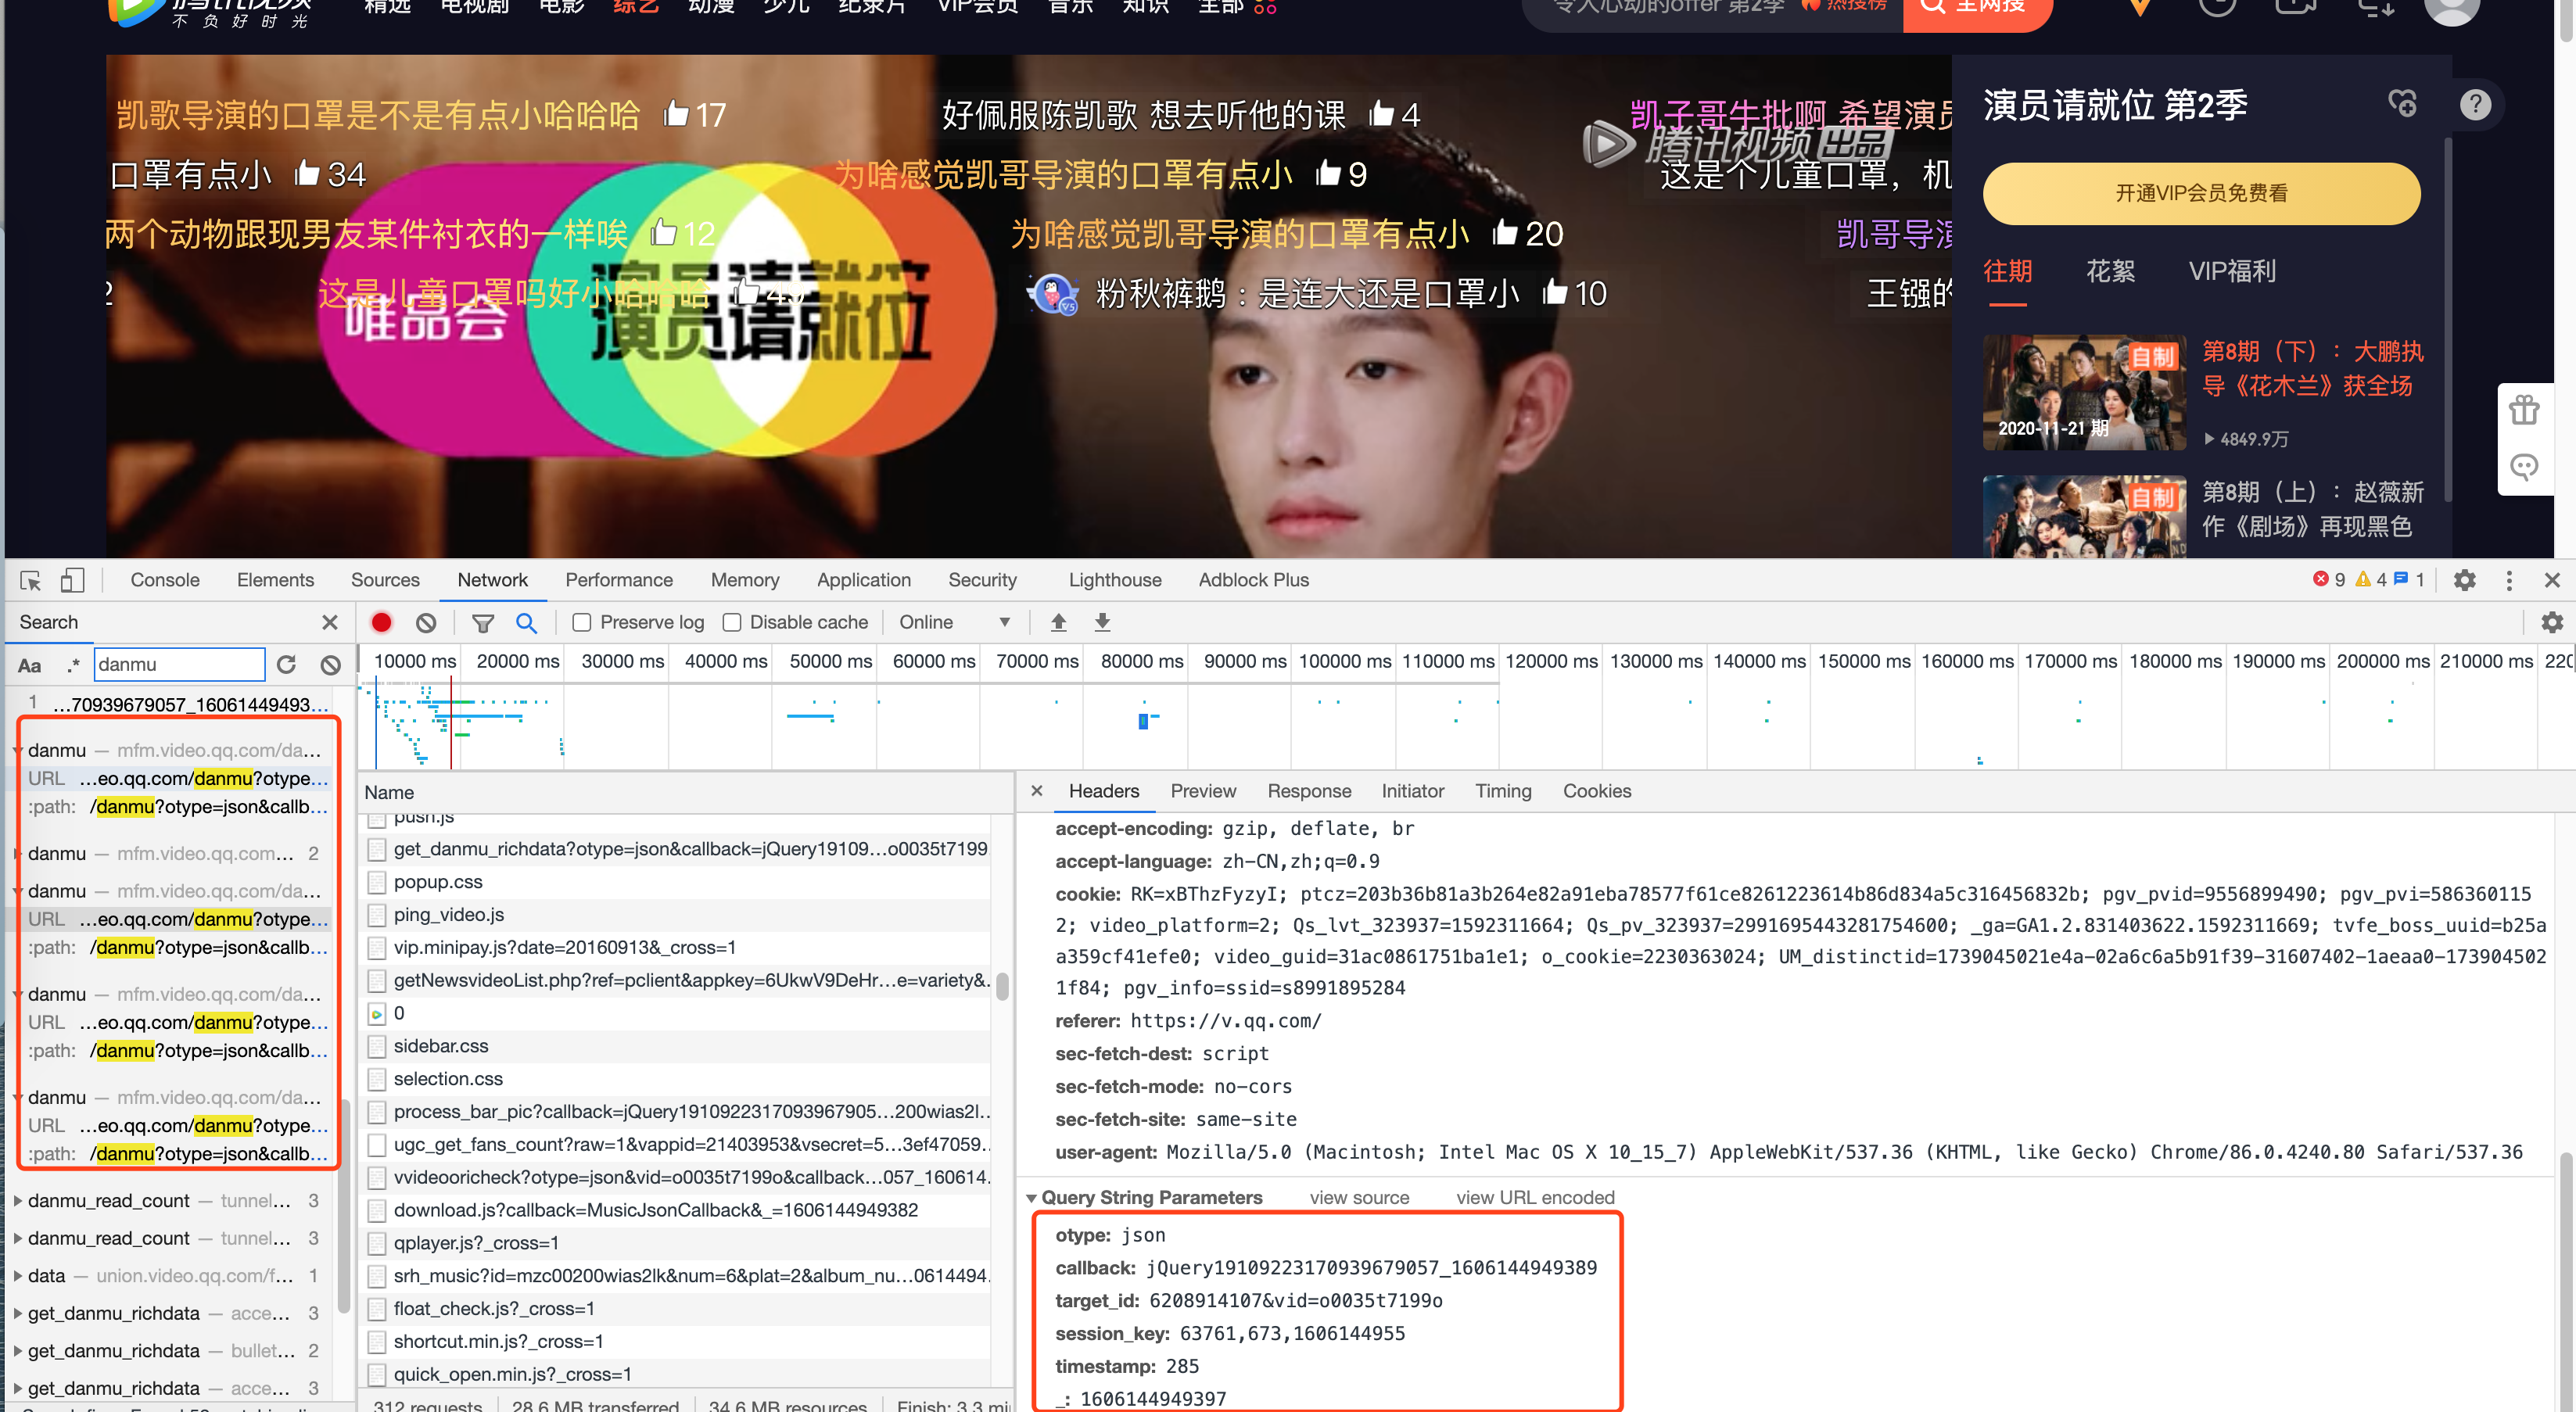 腾讯视频
不负好时光
精选 电视剧 电影 综艺 动漫 少儿 纪录片 VIP会员 音乐 知识 全部
令人心动的offer 第2季 热搜榜 全网搜
凯歌导演的口罩是不是有点小哈哈哈 17
好佩服陈凯歌 想去听他的课 4
凯子哥牛批啊 希望演员
腾讯视频 出品
口罩有点小 34
为啥感觉凯哥导演的口罩有点小 9
这是个儿童口罩，机
两个动物跟现男友某件衬衣的一样唉 12
为啥感觉凯哥导演的口罩有点小 20
凯哥导演
2
这是儿童口罩吗好小哈哈哈
粉秋裤鹅：是连大还是口罩小 10
王镪的
唯品会
演员请就位
演员请就位 第2季
?
开通VIP会员免费看
往期 花絮 VIP福利
自制
2020-11-21 期
第8期（下）：大鹏执
导《花木兰》获全场
4849.9万
自制
第8期（上）：赵薇新
作《剧场》再现黑色
Console Elements Sources Network Performance Memory Application Security Lighthouse Adblock Plus 9 4 1
Search
Preserve log Disable cache Online
Aa .* danmu
10000 ms 20000 ms 30000 ms 40000 ms 50000 ms 60000 ms 70000 ms 80000 ms 90000 ms 100000 ms 110000 ms 120000 ms 130000 ms 140000 ms 150000 ms 160000 ms 170000 ms 180000 ms 190000 ms 200000 ms 210000 ms 220
1 …70939679057_16061449493…
danmu — mfm.video.qq.com/da…
URL …eo.qq.com/danmu?otype…
:path: /danmu?otype=json&callb…
danmu — mfm.video.qq.com… 2
danmu — mfm.video.qq.com/da…
URL …eo.qq.com/danmu?otype…
:path: /danmu?otype=json&callb…
danmu — mfm.video.qq.com/da…
URL …eo.qq.com/danmu?otype…
:path: /danmu?otype=json&callb…
danmu — mfm.video.qq.com/da…
URL …eo.qq.com/danmu?otype…
:path: /danmu?otype=json&callb…
danmu_read_count — tunnel… 3
danmu_read_count — tunnel… 3
data — union.video.qq.com/f… 1
get_danmu_richdata — acce… 3
get_danmu_richdata — bullet… 2
get_danmu_richdata — acce… 3
Name
push.js
get_danmu_richdata?otype=json&callback=jQuery19109…o0035t7199
popup.css
ping_video.js
vip.minipay.js?date=20160913&_cross=1
getNewsvideoList.php?ref=pclient&appkey=6UkwV9DeHr…e=variety&.
0
sidebar.css
selection.css
process_bar_pic?callback=jQuery1910922317093967905…200wias2l..
ugc_get_fans_count?raw=1&vappid=21403953&vsecret=5…3ef47059.
vvideooricheck?otype=json&vid=o0035t7199o&callback…057_160614.
download.js?callback=MusicJsonCallback&_=1606144949382
qplayer.js?_cross=1
srh_music?id=mzc00200wias2lk&num=6&plat=2&album_nu…0614494.
float_check.js?_cross=1
shortcut.min.js?_cross=1
quick_open.min.js?_cross=1
312 requests 28.6 MB transferred 34.6 MB resources Finish: 3.3 mi
Headers Preview Response Initiator Timing Cookies
accept-encoding: gzip, deflate, br
accept-language: zh-CN,zh;q=0.9
cookie: RK=xBThzFyzyI; ptcz=203b36b81a3b264e82a91eba78577f61ce8261223614b86d834a5c316456832b; pgv_pvid=9556899490; pgv_pvi=586360115
2; video_platform=2; Qs_lvt_323937=1592311664; Qs_pv_323937=2991695443281754600; _ga=GA1.2.831403622.1592311669; tvfe_boss_uuid=b25a
a359cf41efe0; video_guid=31ac0861751ba1e1; o_cookie=2230363024; UM_distinctid=1739045021e4a-02a6c6a5b91f39-31607402-1aeaa0-173904502
1f84; pgv_info=ssid=s8991895284
referer: https://v.qq.com/
sec-fetch-dest: script
sec-fetch-mode: no-cors
sec-fetch-site: same-site
user-agent: Mozilla/5.0 (Macintosh; Intel Mac OS X 10_15_7) AppleWebKit/537.36 (KHTML, like Gecko) Chrome/86.0.4240.80 Safari/537.36
Query String Parameters view source view URL encoded
otype: json
callback: jQuery19109223170939679057_1606144949389
target_id: 6208914107&vid=o0035t7199o
session_key: 63761,673,1606144955
timestamp: 285
_: 1606144949397